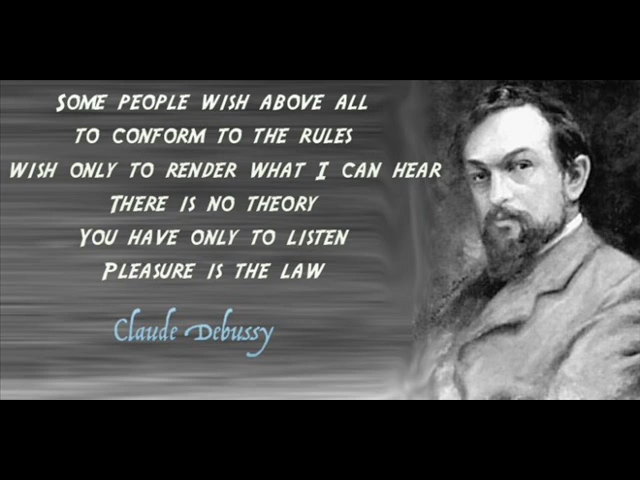 Some people wish above all
to conform to the rules
wish only to render what I can hear
There is no theory
You have only to listen
Pleasure is the law
Claude Debussy